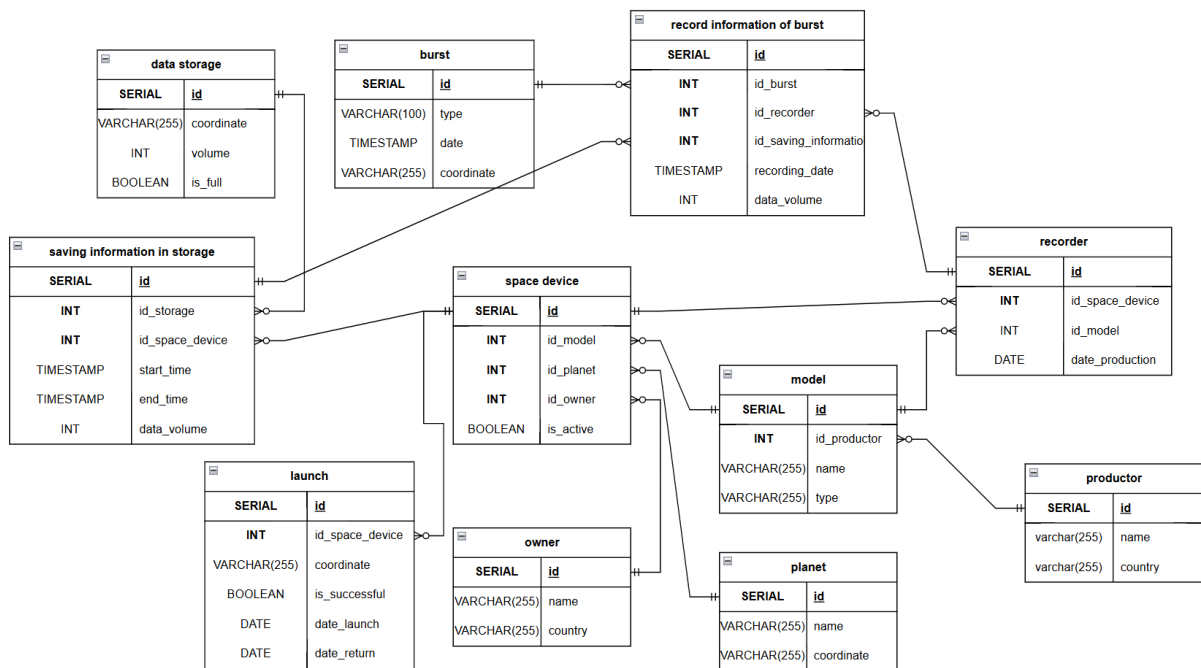 data storage
SERIAL id
VARCHAR(255) coordinate
INT volume
BOOLEAN is_full
burst
SERIAL id
VARCHAR(100) type
TIMESTAMP date
VARCHAR(255) coordinate
record information of burst
SERIAL id
INT id_burst
INT id_recorder
INT id_saving_informatio
TIMESTAMP recording_date
INT data_volume
saving information in storage
SERIAL id
INT id_storage
INT id_space_device
TIMESTAMP start_time
TIMESTAMP end_time
INT data_volume
space device
SERIAL id
INT id_model
INT id_planet
INT id_owner
BOOLEAN is_active
recorder
SERIAL id
INT id_space_device
INT id_model
DATE date_production
model
SERIAL id
INT id_productor
VARCHAR(255) name
VARCHAR(255) type
productor
SERIAL id
varchar(255) name
varchar(255) country
launch
SERIAL id
INT id_space_device
VARCHAR(255) coordinate
BOOLEAN is_successful
DATE date_launch
DATE date_return
owner
SERIAL id
VARCHAR(255) name
VARCHAR(255) country
planet
SERIAL id
VARCHAR(255) name
VARCHAR(255) coordinate